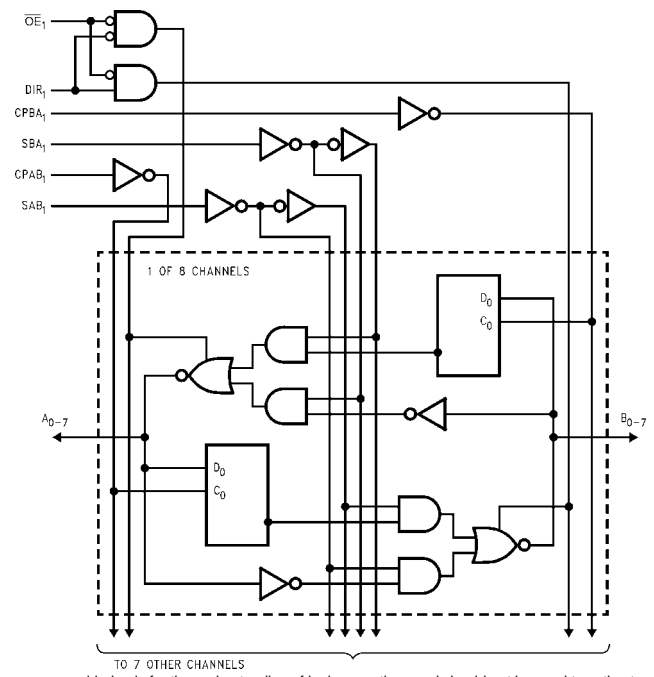 OE₁
DIR₁
CPBA₁
SBA₁
CPAB₁
SAB₁
1 OF 8 CHANNELS
D₀
C₀
A₀₋₇
B₀₋₇
D₀
C₀
TO 7 OTHER CHANNELS